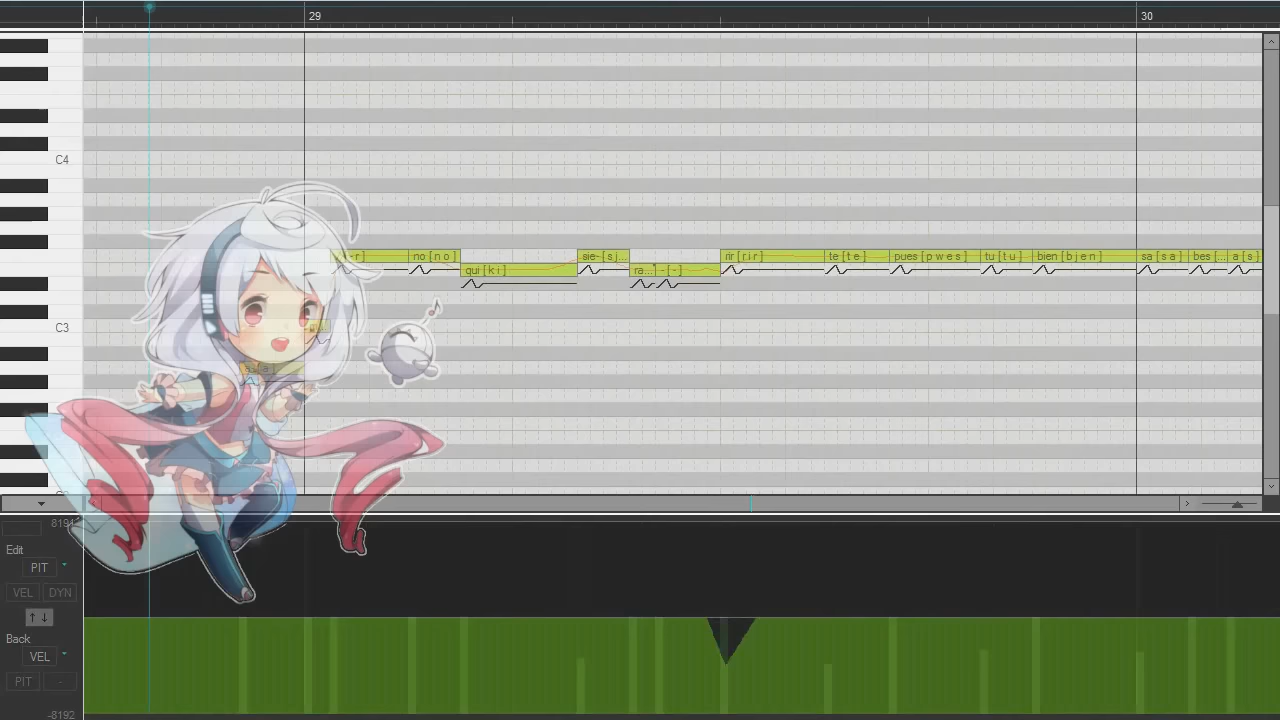 29
30
C4
-r]
no [ n o ]
qui [ k i ]
sie- [ s j...
ra...]
- [ - ]
rir [ r i r ]
te [ t e ]
pues [ p w e s ]
tu [ t u ]
bien [ b j e n ]
sa [ s a ]
bes [...
a [ s ]
C3
8191
Edit
PIT
VEL DYN
↑ ↓
Back
VEL
PIT -
-8192